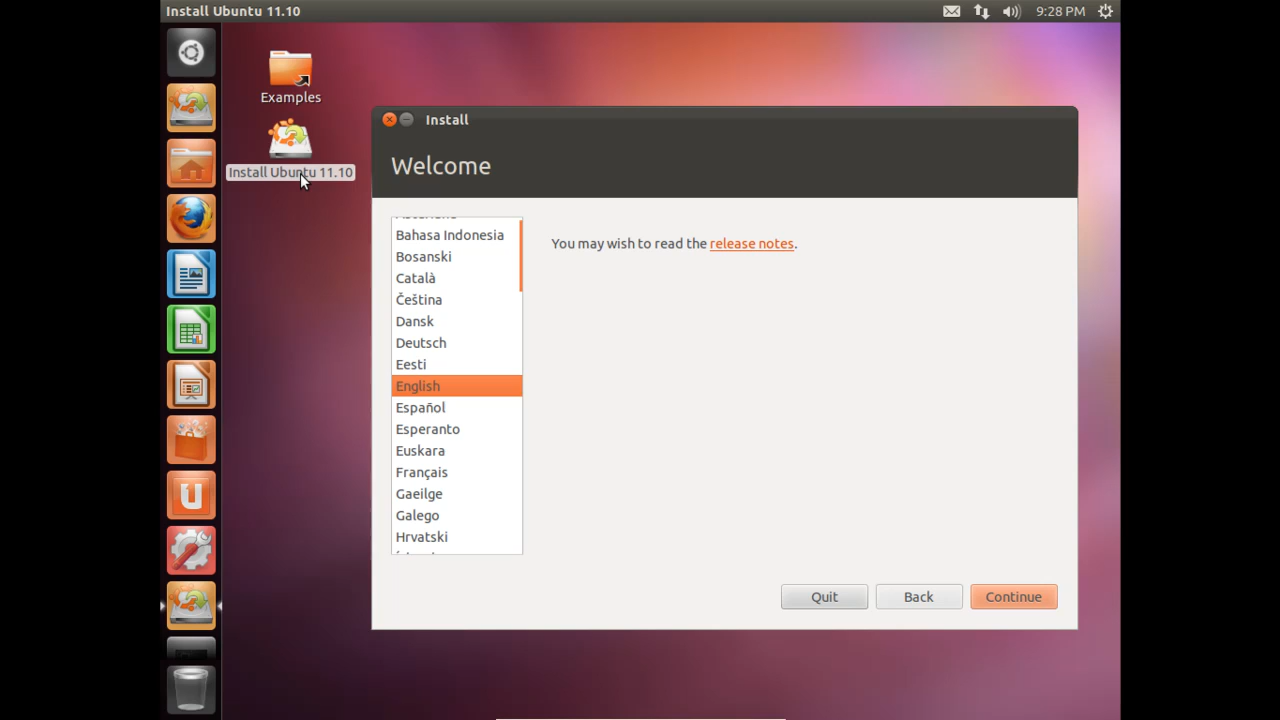 Install Ubuntu 11.10
9:28 PM
Examples
Install Ubuntu 11.10
Install
Welcome
Bahasa Indonesia
Bosanski
Català
Čeština
Dansk
Deutsch
Eesti
English
Español
Esperanto
Euskara
Français
Gaeilge
Galego
Hrvatski
You may wish to read the release notes.
Quit
Back
Continue